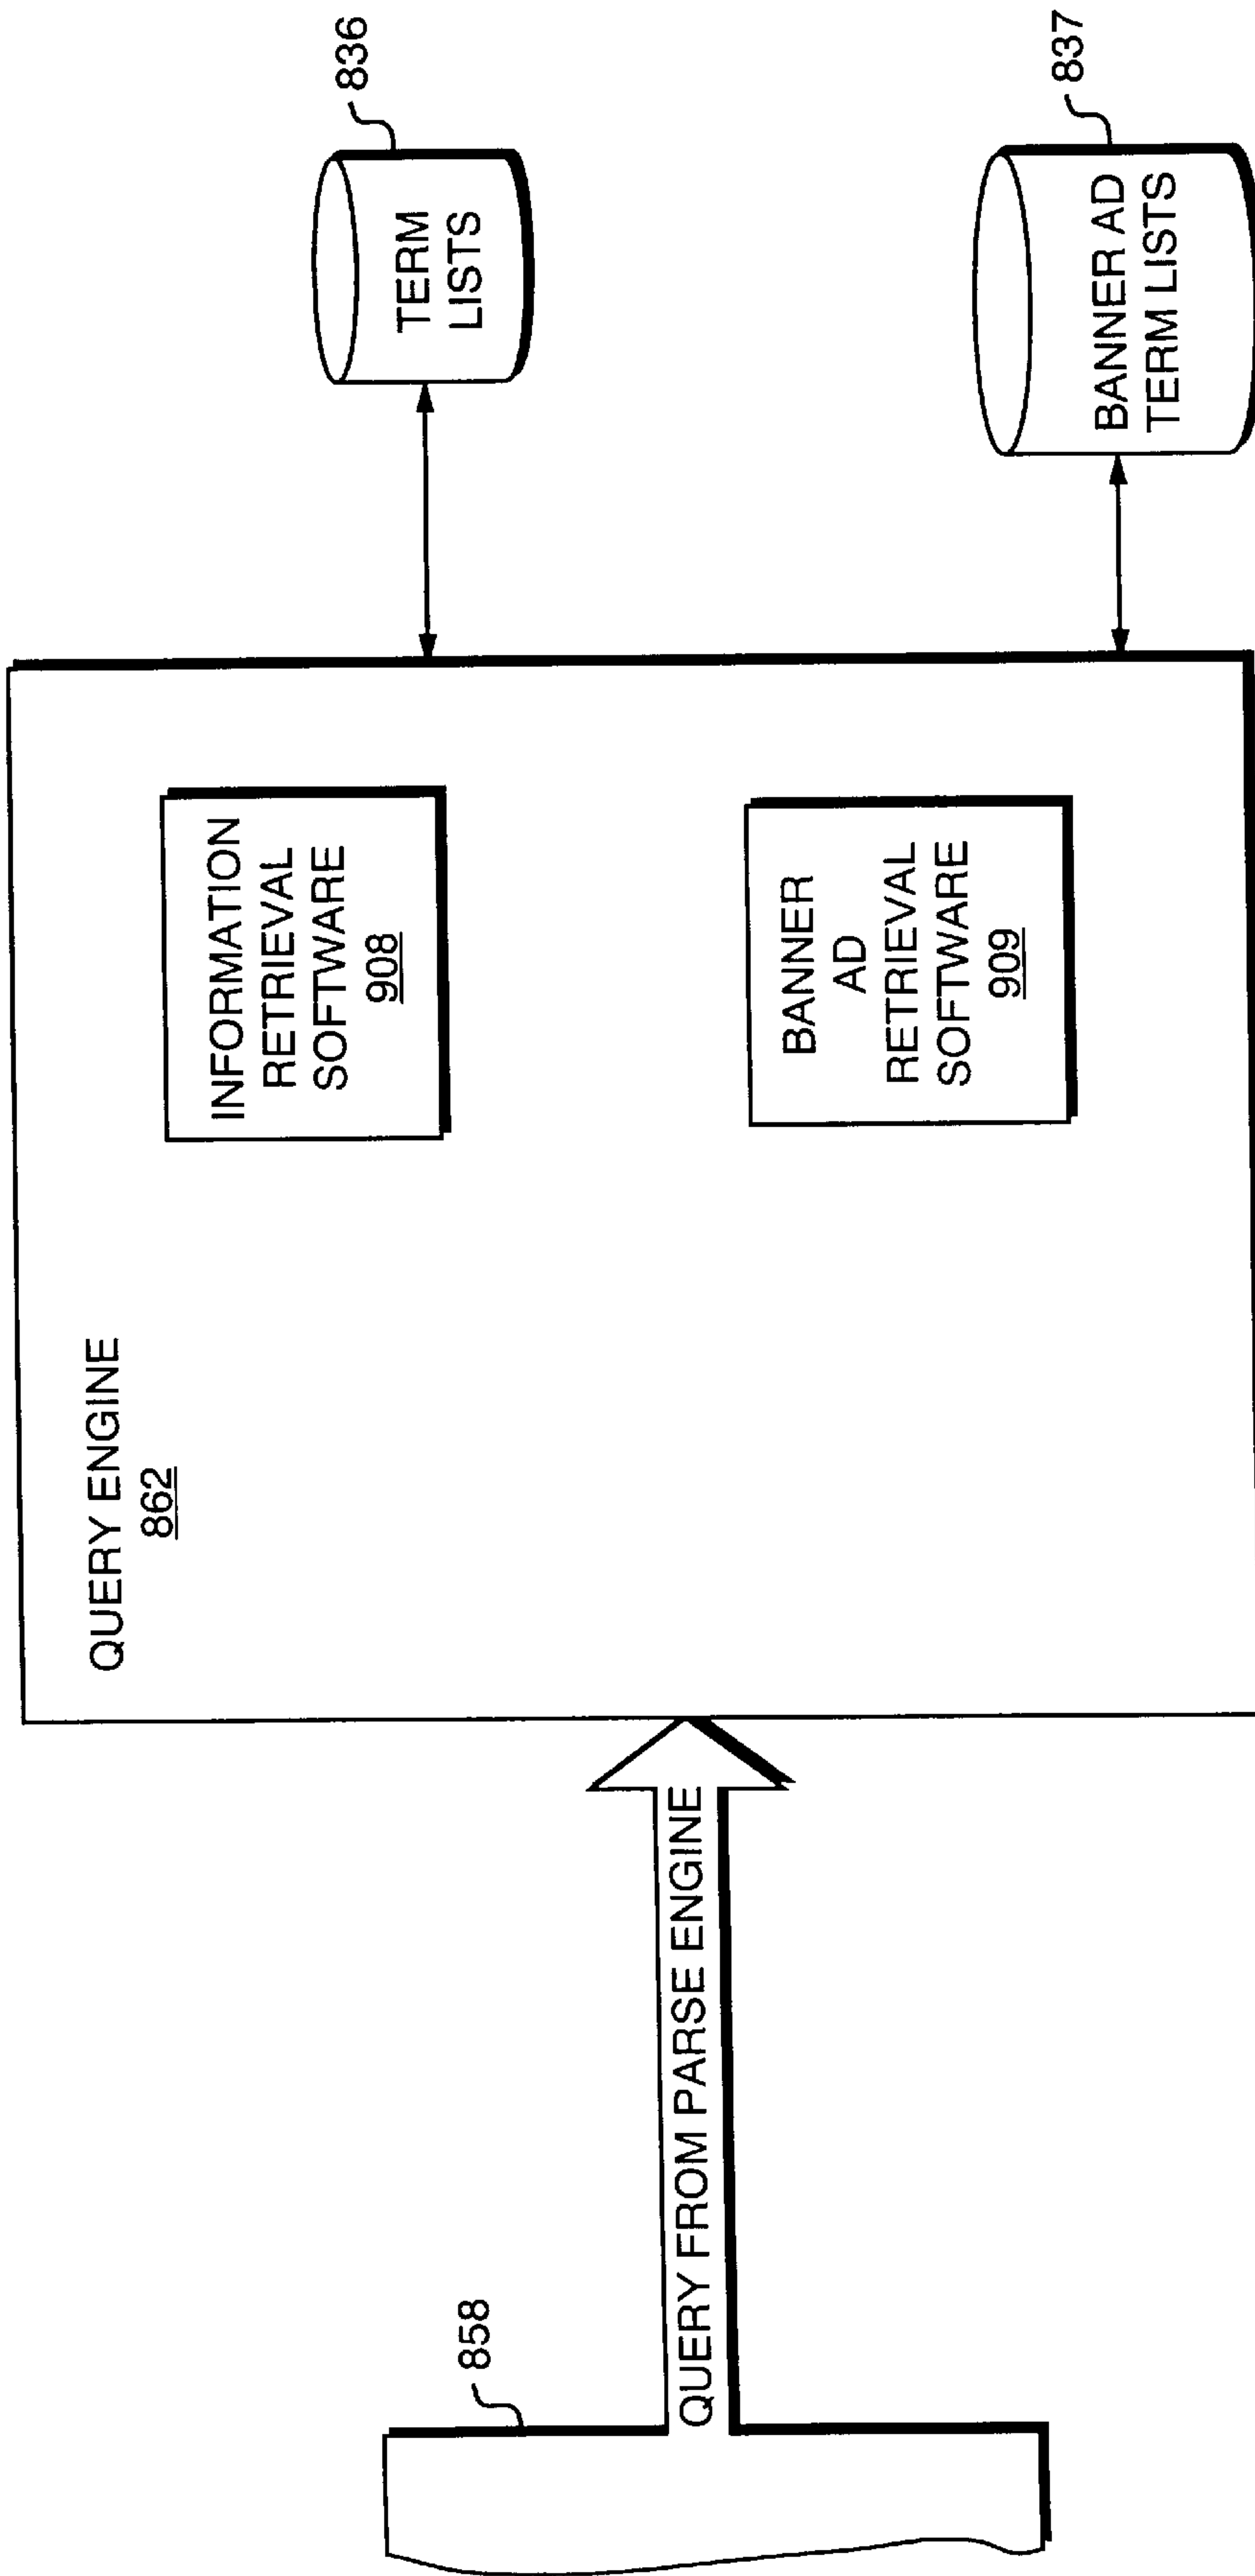 858
QUERY FROM PARSE ENGINE
QUERY ENGINE
862
INFORMATION
RETRIEVAL
SOFTWARE
908
BANNER
AD
RETRIEVAL
SOFTWARE
909
836
TERM
LISTS
837
BANNER AD
TERM LISTS